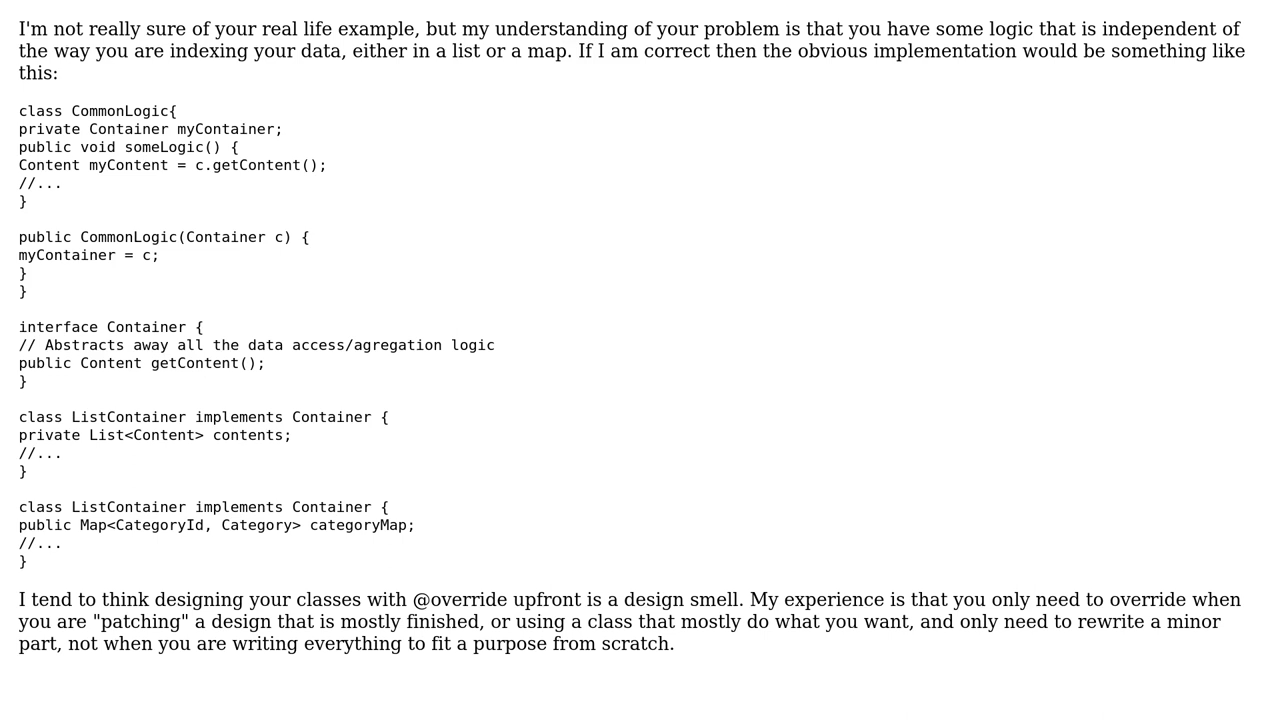 I'm not really sure of your real life example, but my understanding of your problem is that you have some logic that is independent of
the way you are indexing your data, either in a list or a map. If I am correct then the obvious implementation would be something like
this:
class CommonLogic{
private Container myContainer;
public void someLogic() {
Content myContent = c.getContent();
//...
}
public CommonLogic(Container c) {
myContainer = c;
}
}
interface Container {
// Abstracts away all the data access/agregation logic
public Content getContent();
}
class ListContainer implements Container {
private List<Content> contents;
//...
}
class ListContainer implements Container {
public Map<CategoryId, Category> categoryMap;
//...
}
I tend to think designing your classes with @override upfront is a design smell. My experience is that you only need to override when
you are "patching" a design that is mostly finished, or using a class that mostly do what you want, and only need to rewrite a minor
part, not when you are writing everything to fit a purpose from scratch.